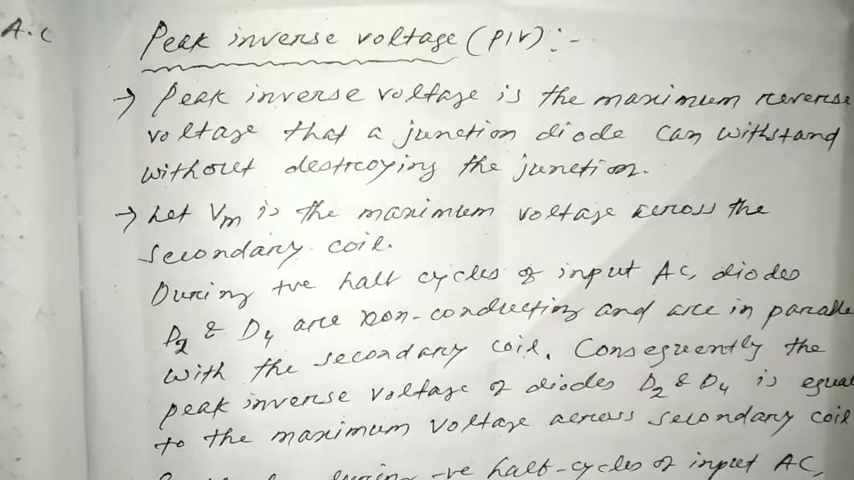 A.C
Peak inverse voltage (PIV):-
→ Peak inverse voltage is the maximum reverse
voltage that a junction diode can withstand
without destroying the junction.
→ Let Vm is the maximum voltage across the
secondary coil.
During +ve half cycles of input AC, diodes
D2 & D4 are non-conducting and are in paralle
with the secondary coil. Consequently the
peak inverse voltage of diodes D2 & D4 is equal
to the maximum voltage across secondary coil
during -ve half-cycles of input AC,